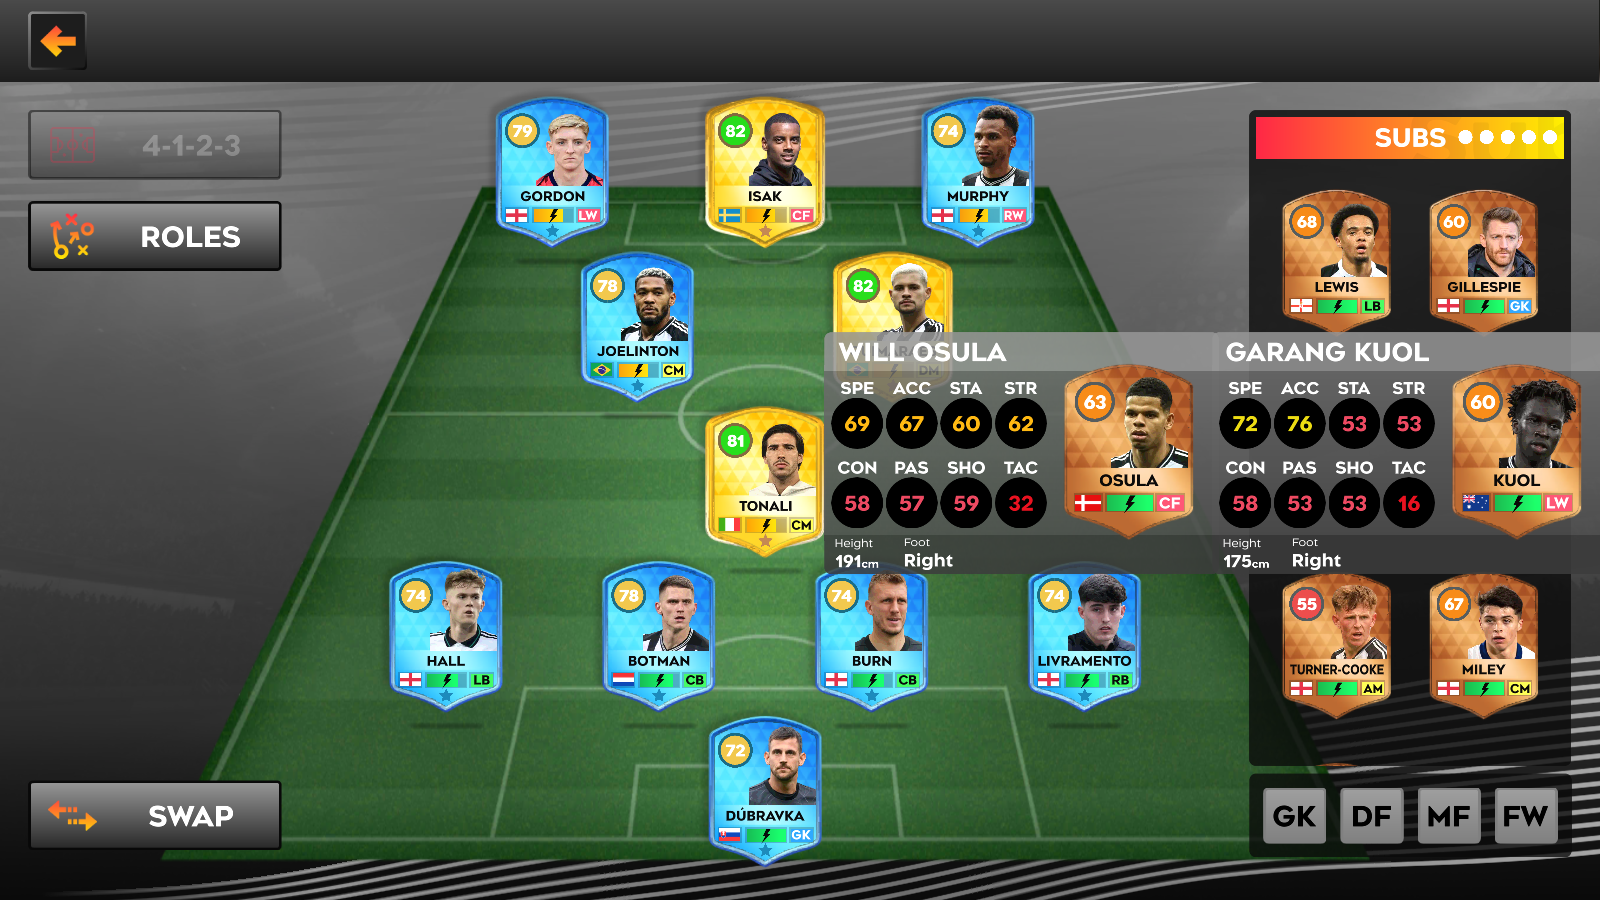 4-1-2-3
ROLES
SWAP
79
GORDON
LW
82
ISAK
CF
74
MURPHY
RW
78
JOELINTON
CM
82
DM
81
TONALI
CM
74
HALL
LB
78
BOTMAN
CB
74
BURN
CB
74
LIVRAMENTO
RB
72
DÚBRAVKA
GK
SUBS
68
LEWIS
LB
60
GILLESPIE
GK
WILL OSULA
SPE ACC STA STR
69 67 60 62
CON PAS SHO TAC
58 57 59 32
Height Foot
191cm Right
63
OSULA
CF
GARANG KUOL
SPE ACC STA STR
72 76 53 53
CON PAS SHO TAC
58 53 53 16
Height Foot
175cm Right
60
KUOL
LW
55
TURNER-COOKE
AM
67
MILEY
CM
GK DF MF FW